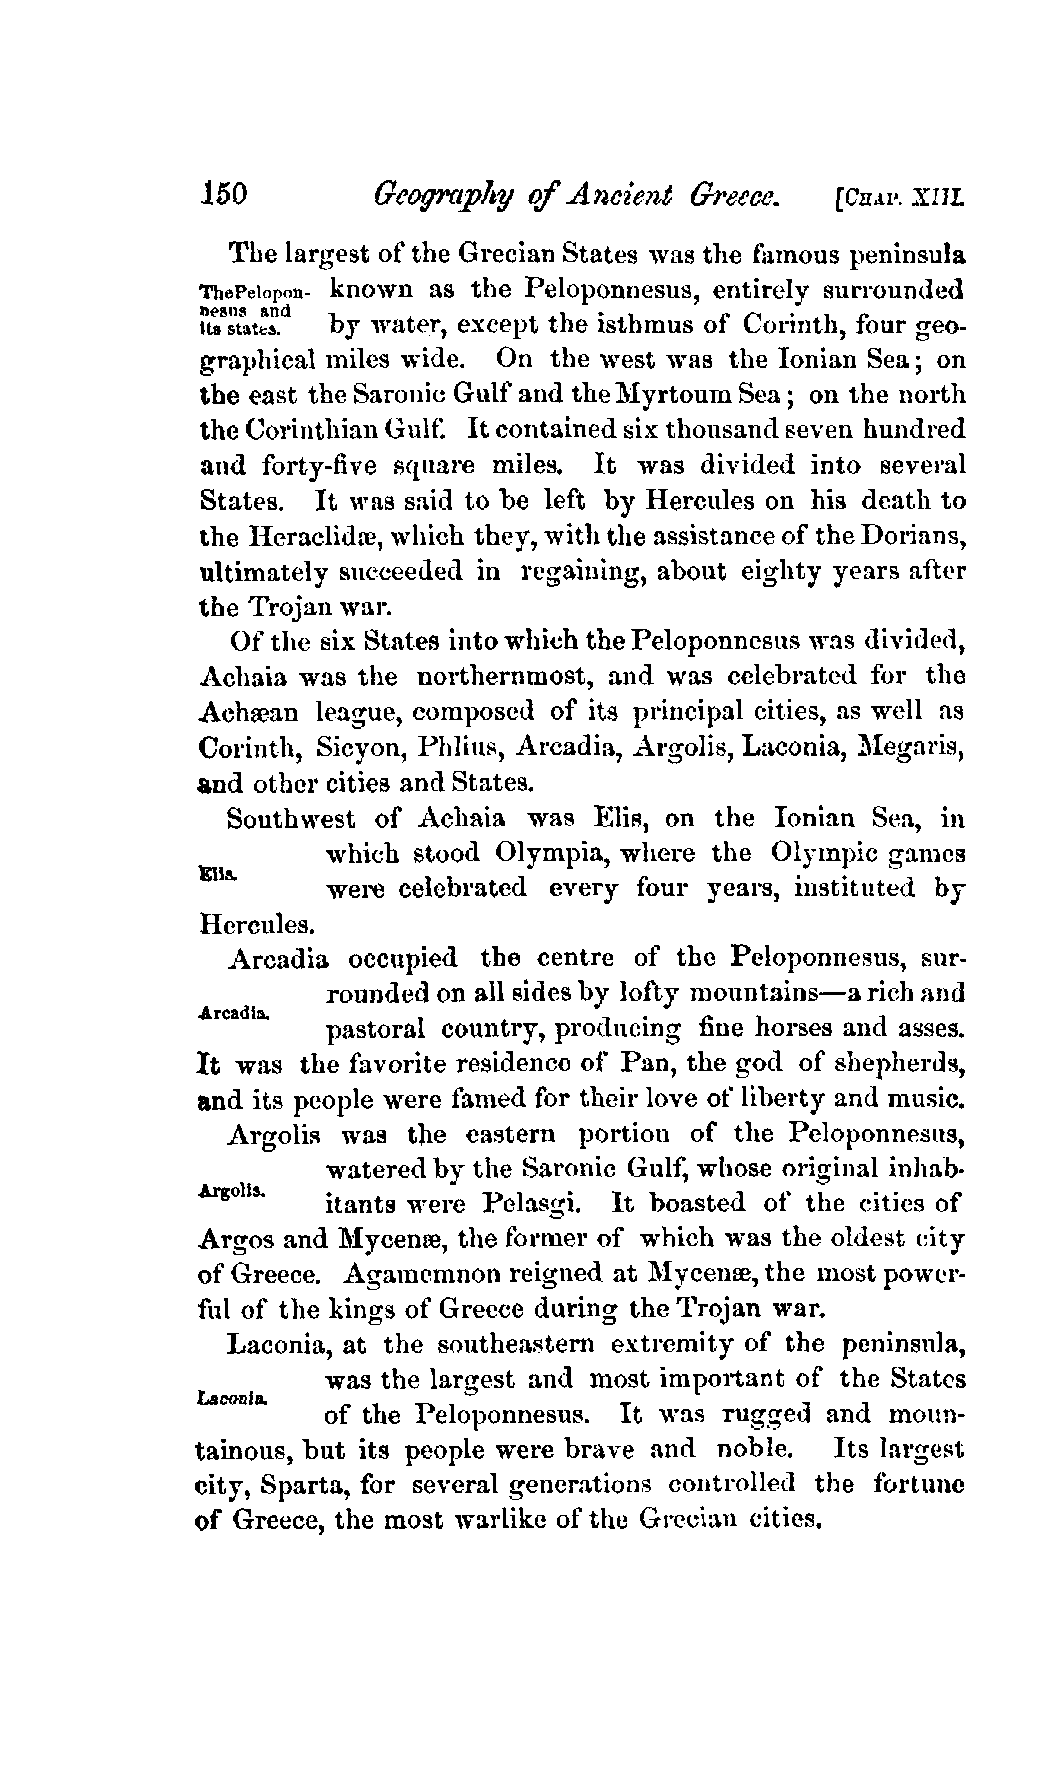 150 Geography of Ancient Greece. [CHAP. XIII.
The largest of the Grecian States was the famous peninsula
ThePelopon- known as the Peloponnesus, entirely surrounded
nesus and
its states. by water, except the isthmus of Corinth, four geo-
graphical miles wide. On the west was the Ionian Sea; on
the east the Saronic Gulf and the Myrtoum Sea; on the north
the Corinthian Gulf. It contained six thousand seven hundred
and forty-five square miles. It was divided into several
States. It was said to be left by Hercules on his death to
the Heraclidæ, which they, with the assistance of the Dorians,
ultimately succeeded in regaining, about eighty years after
the Trojan war.
Of the six States into which the Peloponnesus was divided,
Achaia was the northernmost, and was celebrated for the
Achæan league, composed of its principal cities, as well as
Corinth, Sicyon, Phlius, Arcadia, Argolis, Laconia, Megaris,
and other cities and States.
Southwest of Achaia was Elis, on the Ionian Sea, in
which stood Olympia, where the Olympic games
Elis.
were celebrated every four years, instituted by
Hercules.
Arcadia occupied the centre of the Peloponnesus, sur-
rounded on all sides by lofty mountains—a rich and
Arcadia.
pastoral country, producing fine horses and asses.
It was the favorite residence of Pan, the god of shepherds,
and its people were famed for their love of liberty and music.
Argolis was the eastern portion of the Peloponnesus,
watered by the Saronic Gulf, whose original inhab-
Argolis.
itants were Pelasgi. It boasted of the cities of
Argos and Mycenæ, the former of which was the oldest city
of Greece. Agamemnon reigned at Mycenæ, the most power-
ful of the kings of Greece during the Trojan war.
Laconia, at the southeastern extremity of the peninsula,
was the largest and most important of the States
Laconia.
of the Peloponnesus. It was rugged and moun-
tainous, but its people were brave and noble. Its largest
city, Sparta, for several generations controlled the fortune
of Greece, the most warlike of the Grecian cities.